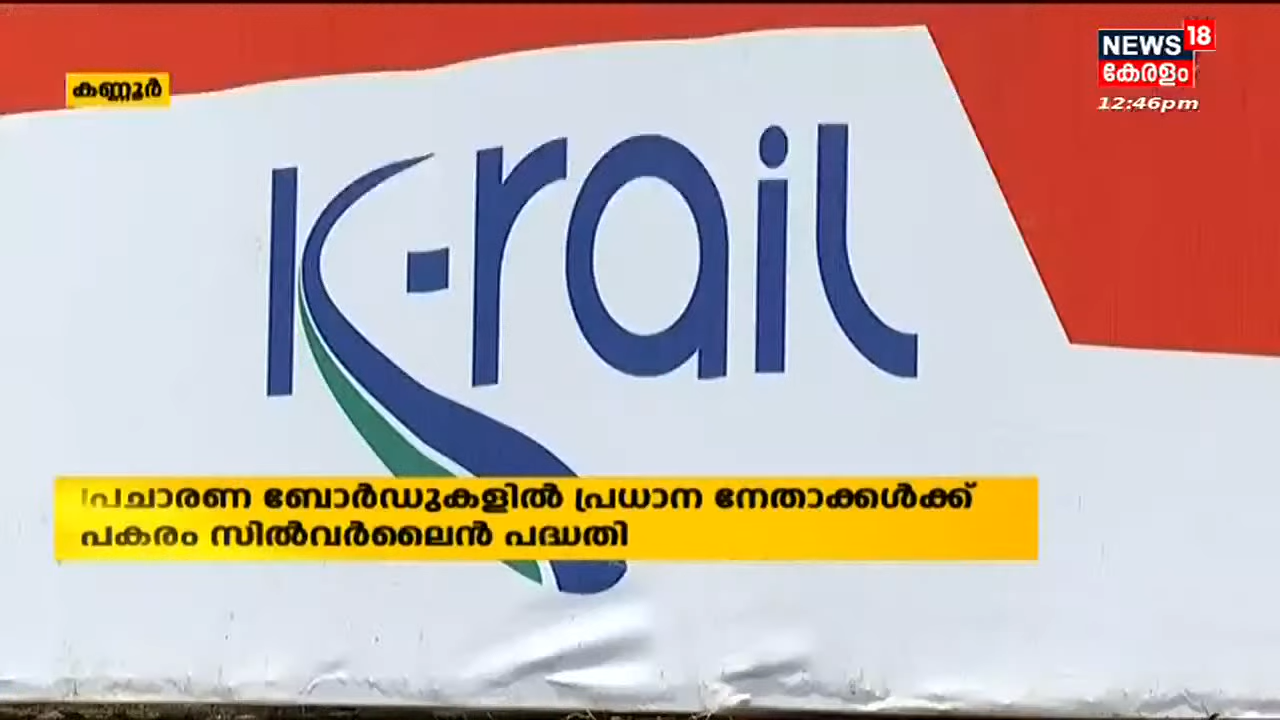 NEWS 18
കേരളം
12:46pm
കണ്ണൂർ
K-rail
പ്രചാരണ ബോർഡുകളിൽ പ്രധാന നേതാക്കൾക്ക്
പകരം സിൽവർലൈൻ പദ്ധതി